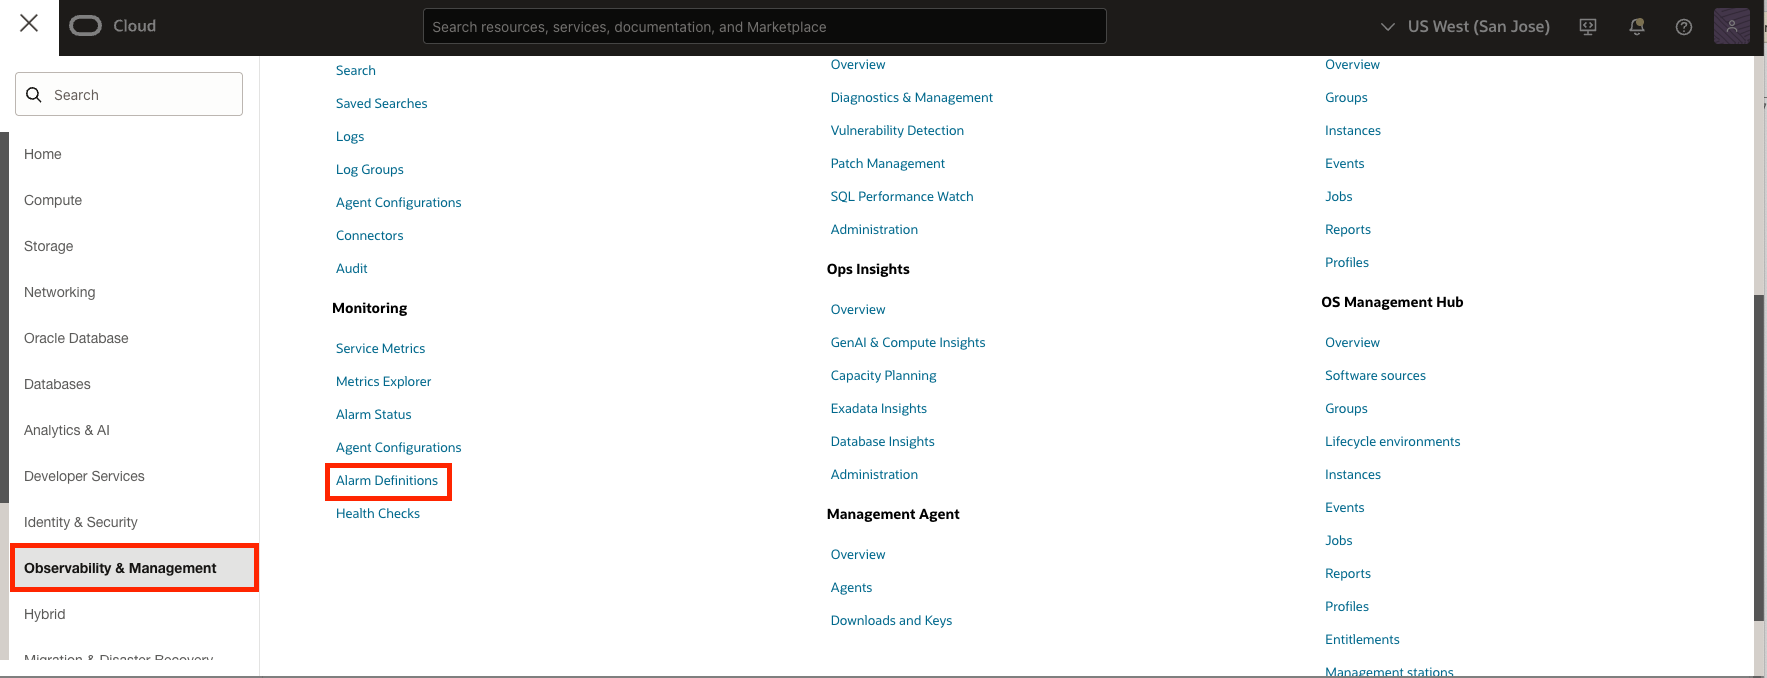 Cloud
Search resources, services, documentation, and Marketplace
US West (San Jose)
Search
Home
Compute
Storage
Networking
Oracle Database
Databases
Analytics & AI
Developer Services
Identity & Security
Observability & Management
Hybrid
Migration & Disaster Recovery
Search
Saved Searches
Logs
Log Groups
Agent Configurations
Connectors
Audit
Monitoring
Service Metrics
Metrics Explorer
Alarm Status
Agent Configurations
Alarm Definitions
Health Checks
Overview
Diagnostics & Management
Vulnerability Detection
Patch Management
SQL Performance Watch
Administration
Ops Insights
Overview
GenAI & Compute Insights
Capacity Planning
Exadata Insights
Database Insights
Administration
Management Agent
Overview
Agents
Downloads and Keys
Overview
Groups
Instances
Events
Jobs
Reports
Profiles
OS Management Hub
Overview
Software sources
Groups
Lifecycle environments
Instances
Events
Jobs
Reports
Profiles
Entitlements
Management stations